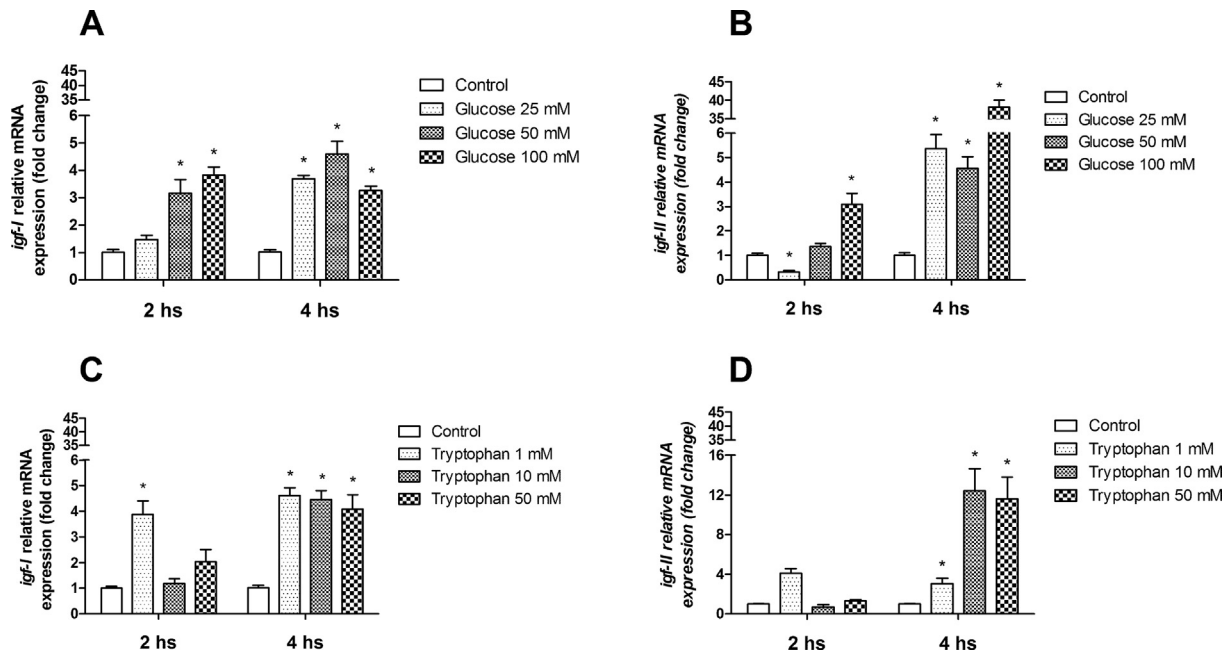 A
igf-I relative mRNA
expression (fold change)
45
40
35
6
5
4
3
2
1
0
* * * * *
2 hs 4 hs
Control
Glucose 25 mM
Glucose 50 mM
Glucose 100 mM
B
igf-II relative mRNA
expression (fold change)
45
40
35
6
5
4
3
2
1
0
* * * * *
2 hs 4 hs
Control
Glucose 25 mM
Glucose 50 mM
Glucose 100 mM
C
igf-I relative mRNA
expression (fold change)
45
40
35
6
5
4
3
2
1
0
* * * *
2 hs 4 hs
Control
Tryptophan 1 mM
Tryptophan 10 mM
Tryptophan 50 mM
D
igf-II relative mRNA
expression (fold change)
45
40
35
16
12
8
4
0
* * *
2 hs 4 hs
Control
Tryptophan 1 mM
Tryptophan 10 mM
Tryptophan 50 mM